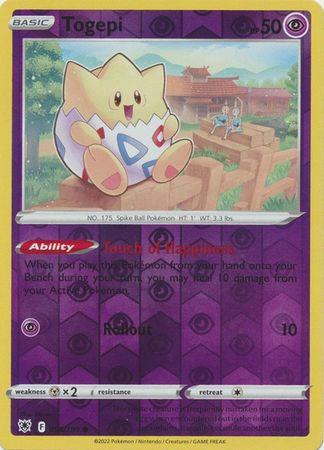 BASIC
Togepi
HP 50
NO. 175 Spike Ball Pokémon HT: 1' WT: 3.3 lbs.
Ability
Touch of Happiness
When you play this Pokémon from your hand onto your
Bench during your turn, you may heal 10 damage from
your Active Pokémon.
Rollout 10
weakness ×2 resistance retreat
F
©2022 Pokémon / Nintendo / Creatures / GAME FREAK